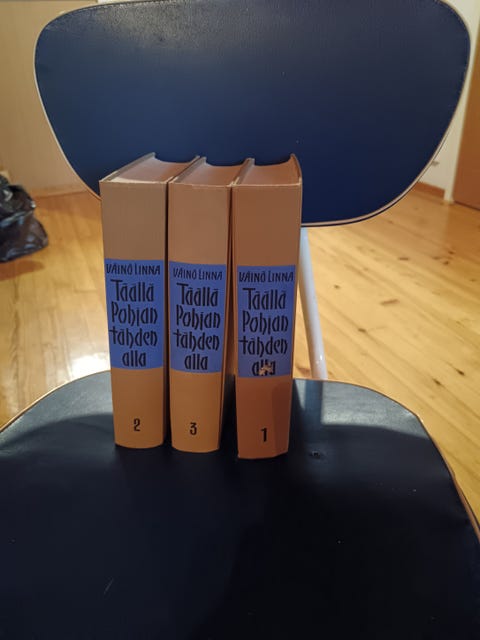 VÄINÖ LINNA
Täällä
Pohjan
tähden
alla
2
VÄINÖ LINNA
Täällä
Pohjan
tähden
alla
3
VÄINÖ LINNA
Täällä
Pohjan
tähden
alla
1